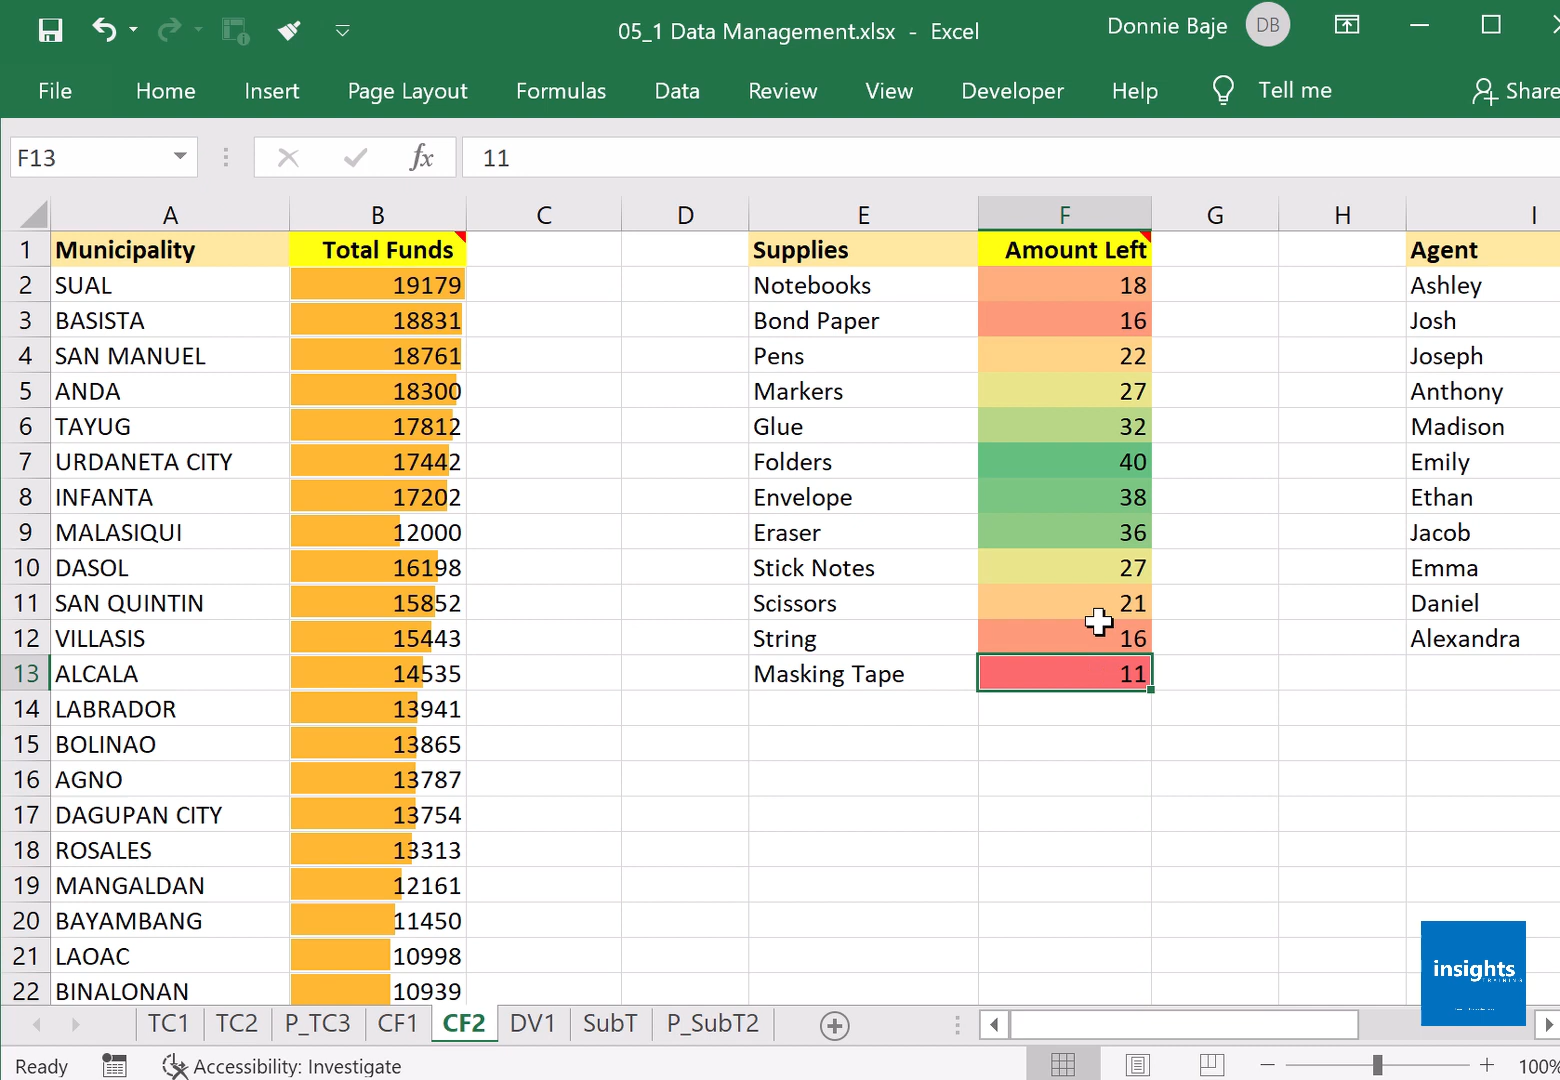 05_1 Data Management.xlsx - Excel
Donnie Baje DB
File Home Insert Page Layout Formulas Data Review View Developer Help Tell me Share
F13 fx 11
A B C D E F G H I
1 Municipality Total Funds Supplies Amount Left Agent
2 SUAL 19179 Notebooks 18 Ashley
3 BASISTA 18831 Bond Paper 16 Josh
4 SAN MANUEL 18761 Pens 22 Joseph
5 ANDA 18300 Markers 27 Anthony
6 TAYUG 17812 Glue 32 Madison
7 URDANETA CITY 17442 Folders 40 Emily
8 INFANTA 17202 Envelope 38 Ethan
9 MALASIQUI 12000 Eraser 36 Jacob
10 DASOL 16198 Stick Notes 27 Emma
11 SAN QUINTIN 15852 Scissors 21 Daniel
12 VILLASIS 15443 String 16 Alexandra
13 ALCALA 14535 Masking Tape 11
14 LABRADOR 13941
15 BOLINAO 13865
16 AGNO 13787
17 DAGUPAN CITY 13754
18 ROSALES 13313
19 MANGALDAN 12161
20 BAYAMBANG 11450
21 LAOAC 10998
22 BINALONAN 10939
insights
TC1 TC2 P_TC3 CF1 CF2 DV1 SubT P_SubT2
Ready Accessibility: Investigate 100%